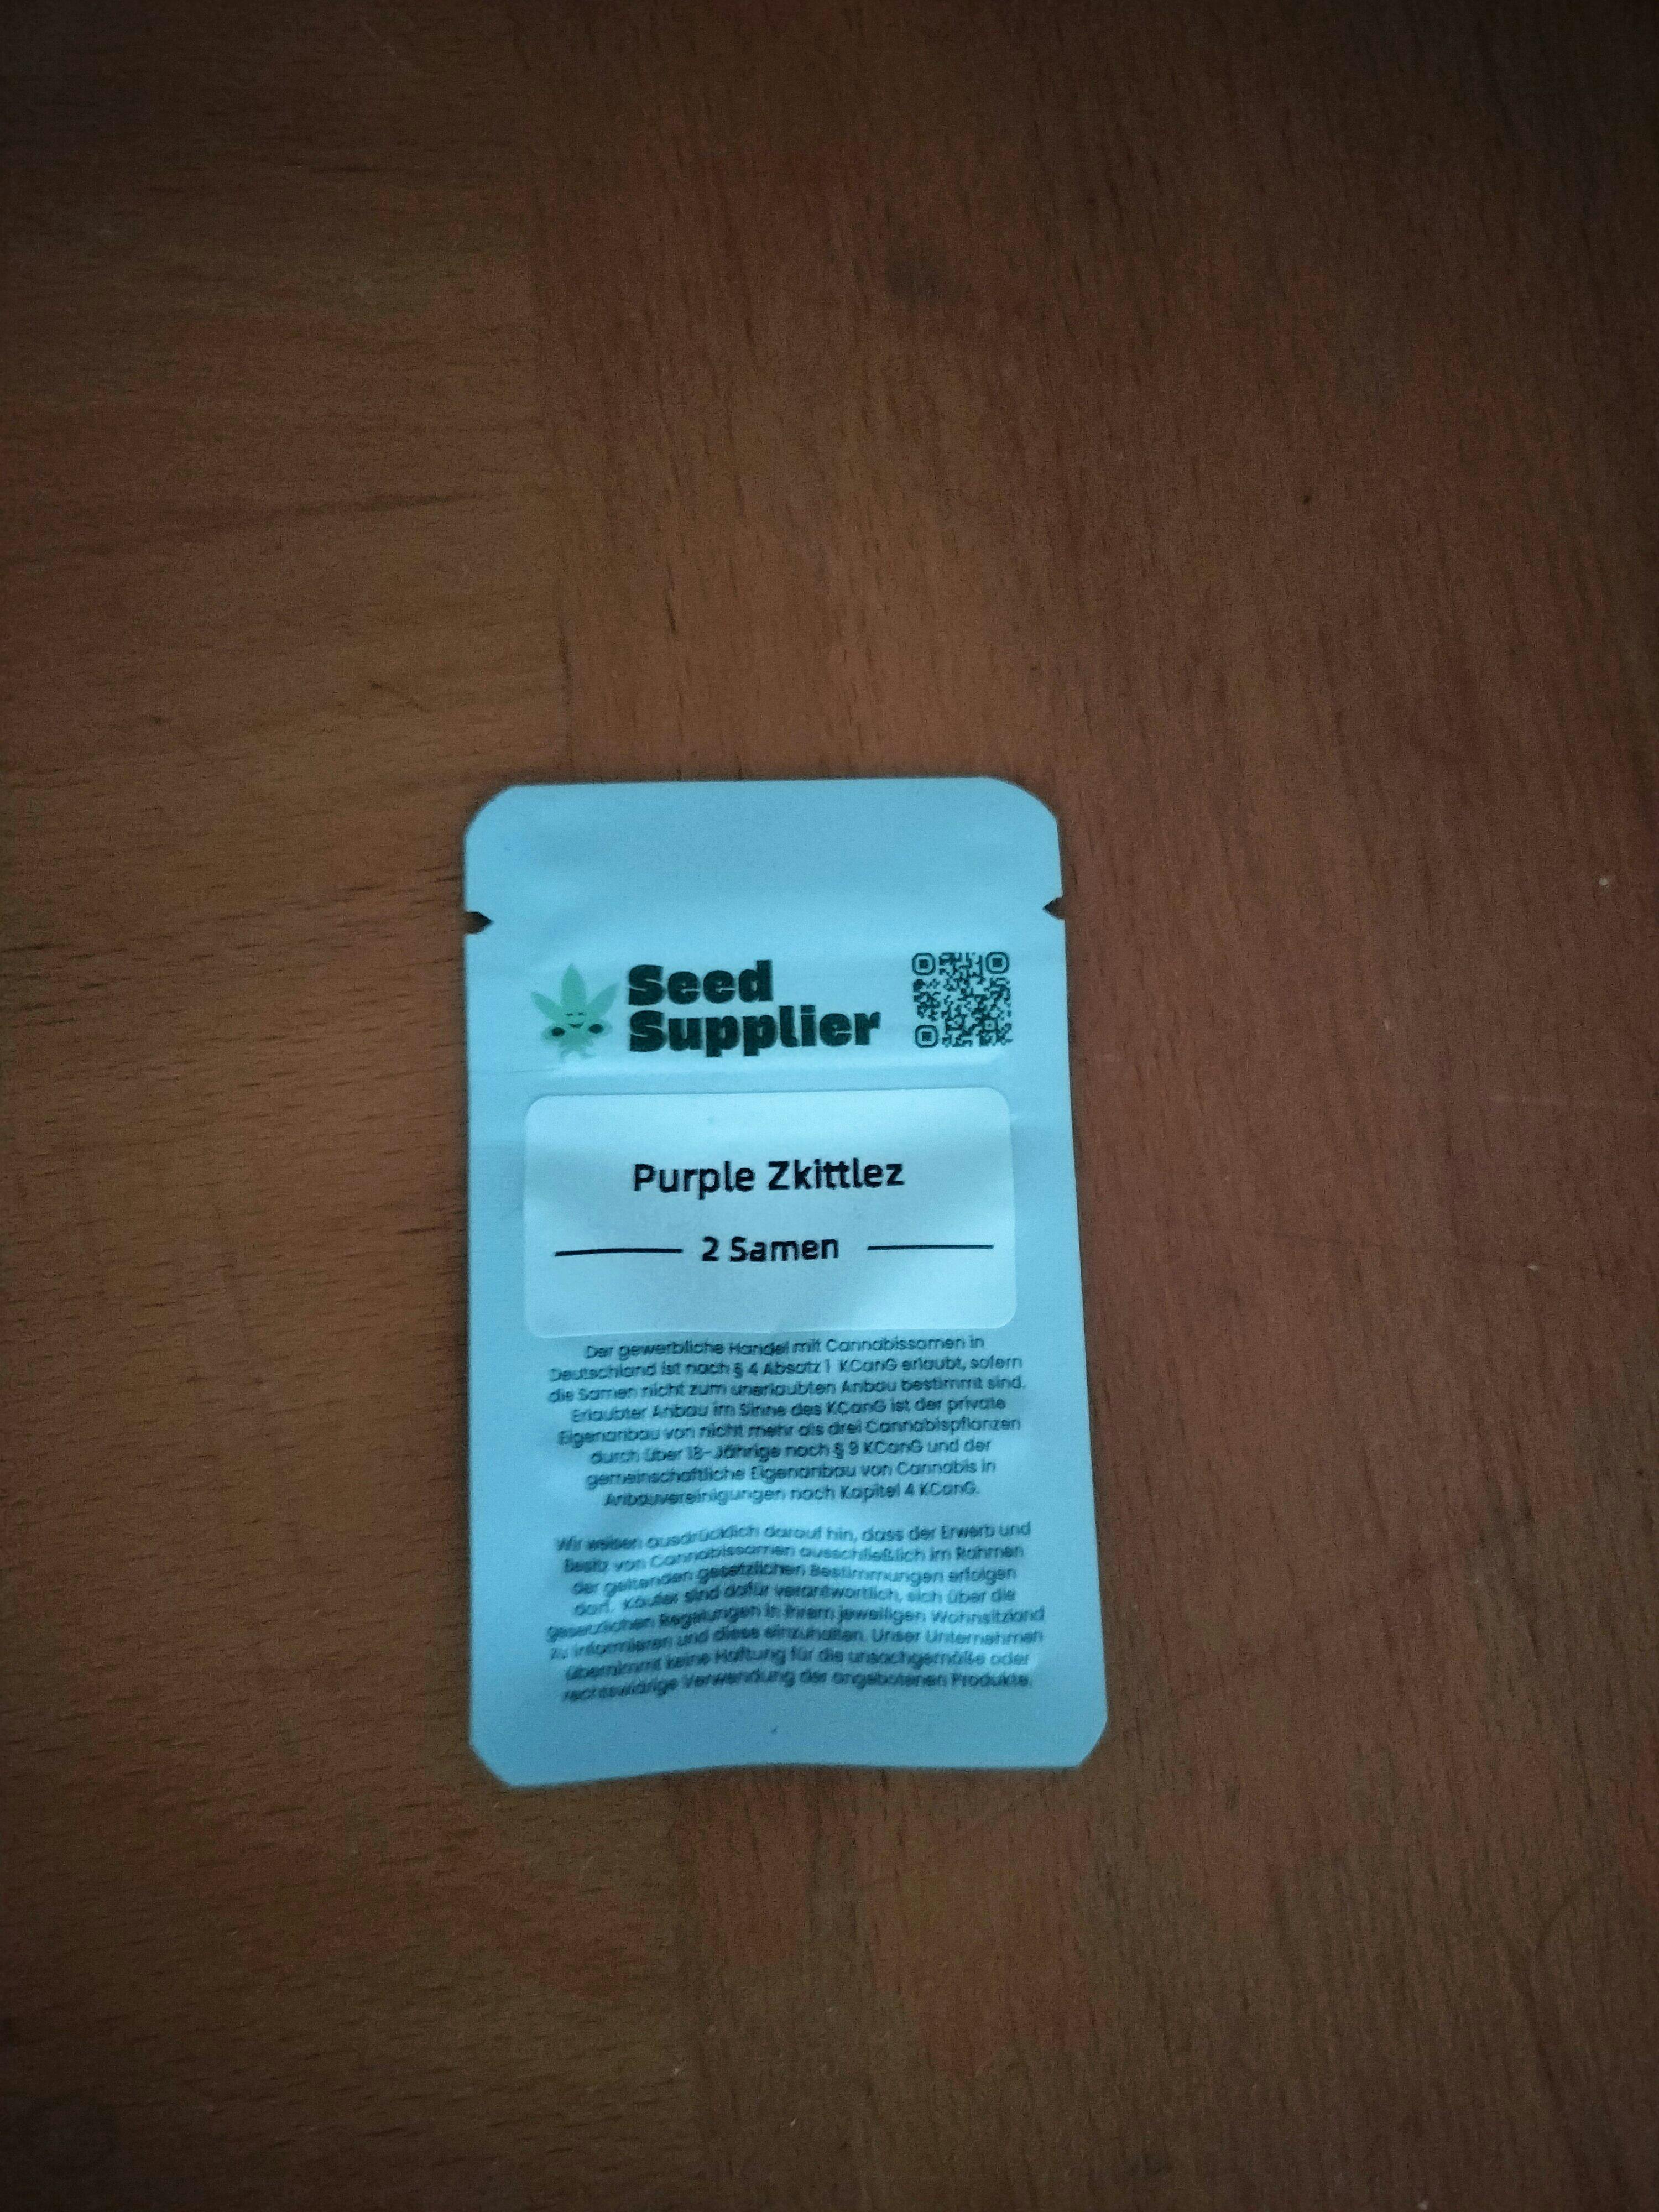 Seed
Supplier
Purple Zkittlez
2 Samen
Der gewerbliche Handel mit Cannabissamen in
Deutschland ist nach § 4 Absatz 1 KCanG erlaubt, sofern
die Samen nicht zum unerlaubten Anbau bestimmt sind.
Erlaubter Anbau im Sinne des KCanG ist der private
Eigenanbau von nicht mehr als drei Cannabispflanzen
durch über 18-Jährige nach § 9 KCanG und der
gemeinschaftliche Eigenanbau von Cannabis in
Anbauvereinigungen nach Kapitel 4 KCanG.
Wir weisen ausdrücklich darauf hin, dass der Erwerb und
Besitz von Cannabissamen ausschließlich im Rahmen
der geltenden gesetzlichen Bestimmungen erfolgen
darf. Käufer sind dafür verantwortlich, sich über die
gesetzlichen Regelungen in ihrem jeweiligen Wohnsitzland
zu informieren und diese einzuhalten. Unser Unternehmen
übernimmt keine Haftung für die unsachgemäße oder
rechtswidrige Verwendung der angebotenen Produkte.